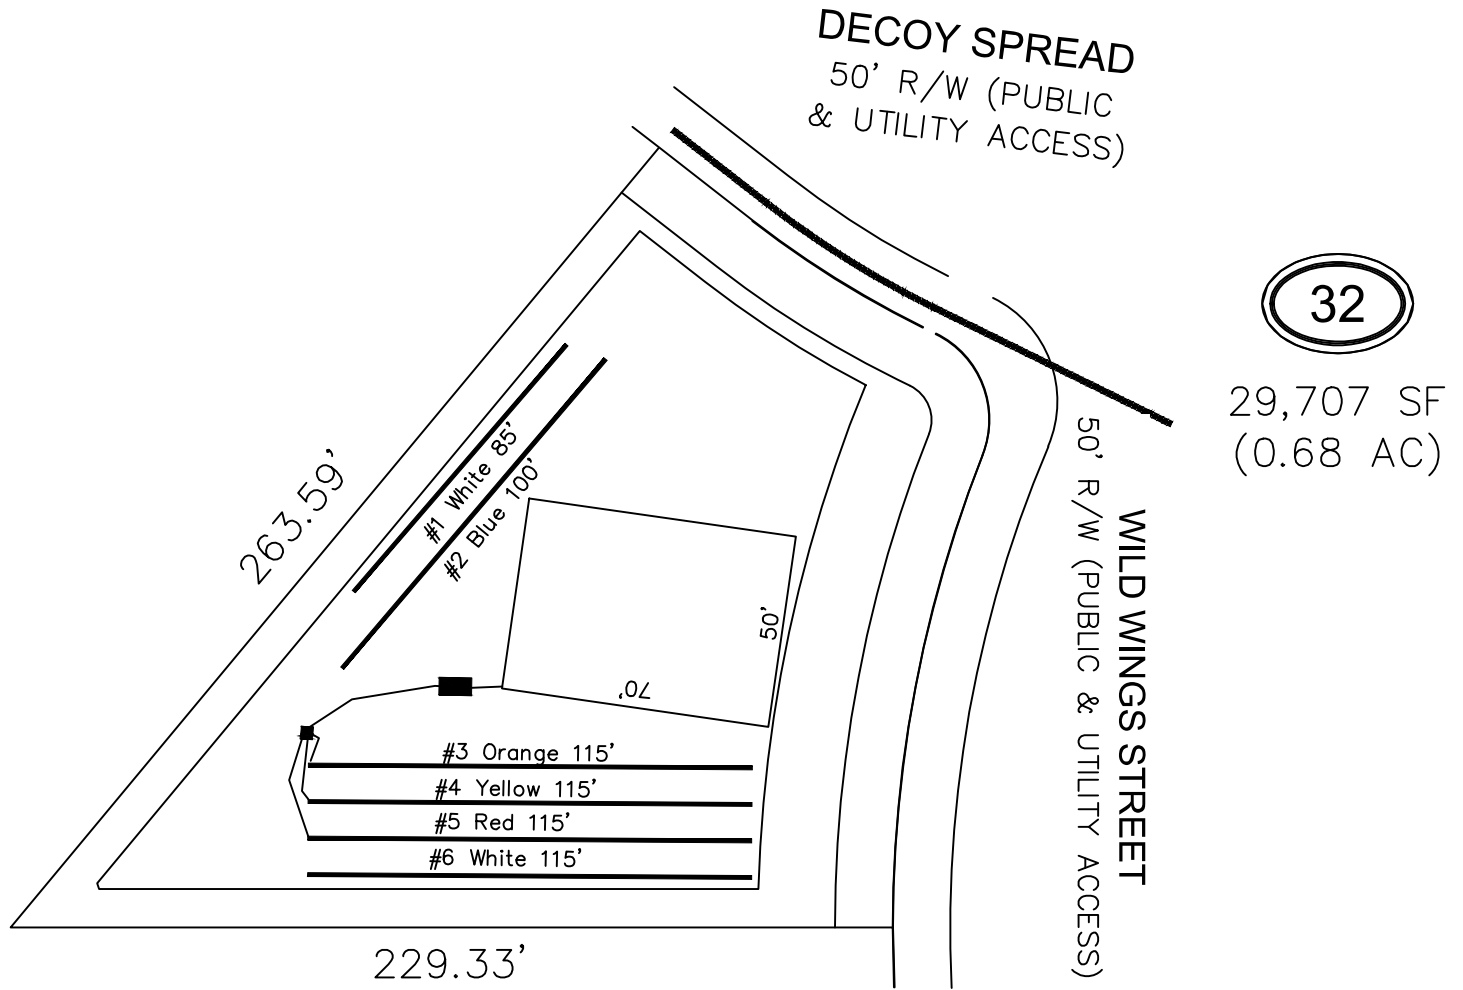 DECOY SPREAD
50' R/W (PUBLIC
& UTILITY ACCESS)
32
29,707 SF
(0.68 AC)
263.59'
#1 White 85'
#2 Blue 100'
50'
70'
#3 Orange 115'
#4 Yellow 115'
#5 Red 115'
#6 White 115'
229.33'
WILD WINGS STREET
50' R/W (PUBLIC & UTILITY ACCESS)